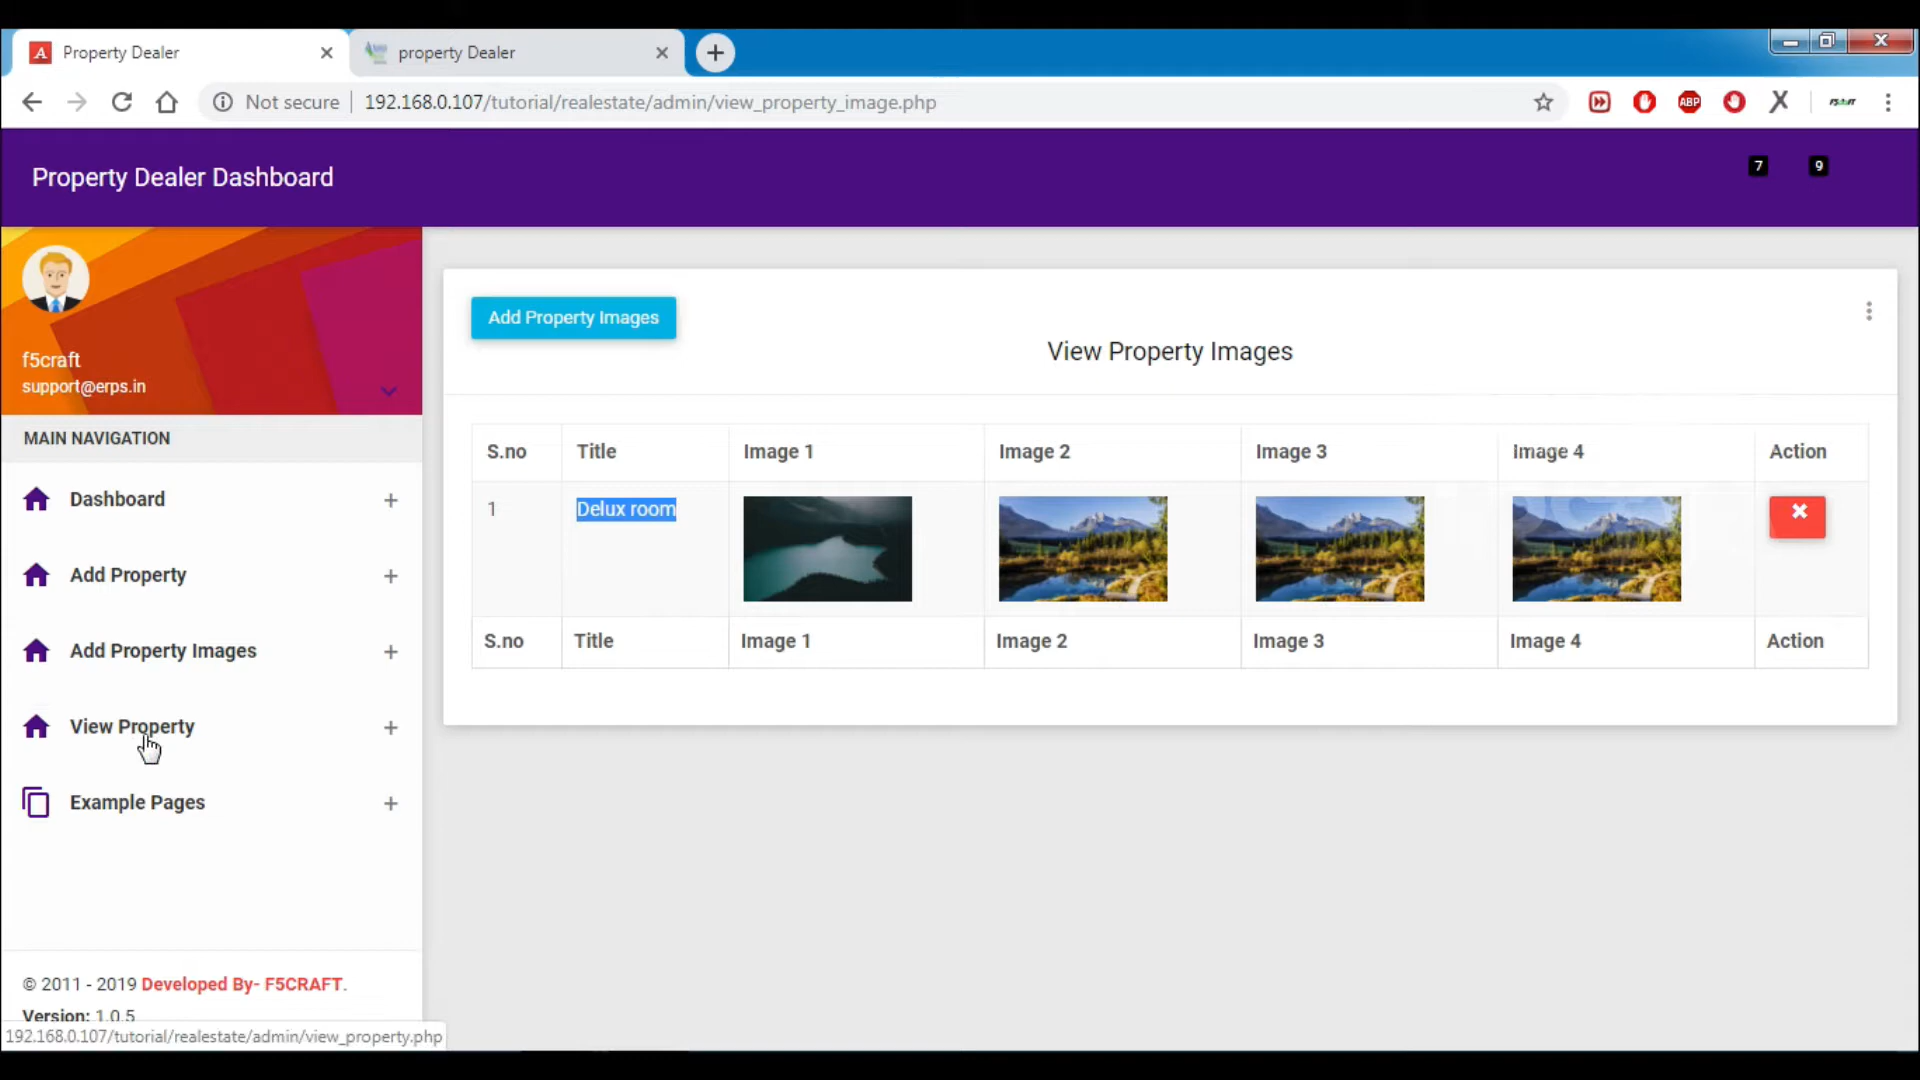 Property Dealer
property Dealer
Not secure
192.168.0.107/tutorial/realestate/admin/view_property_image.php
ABP
Property Dealer Dashboard
7
9
f5craft
support@erps.in
MAIN NAVIGATION
Dashboard
Add Property
Add Property Images
View Property
Example Pages
Add Property Images
View Property Images
S.no Title Image 1 Image 2 Image 3 Image 4 Action
1 Delux room
S.no Title Image 1 Image 2 Image 3 Image 4 Action
© 2011 - 2019 Developed By- F5CRAFT.
Version: 1.0.5
192.168.0.107/tutorial/realestate/admin/view_property.php